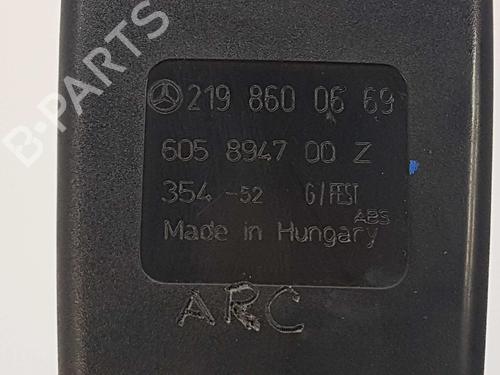 B-PARTS
219 860 06 69
605 8947 00 Z
354-52 G/FEST
ABS
Made in Hungary
ARC